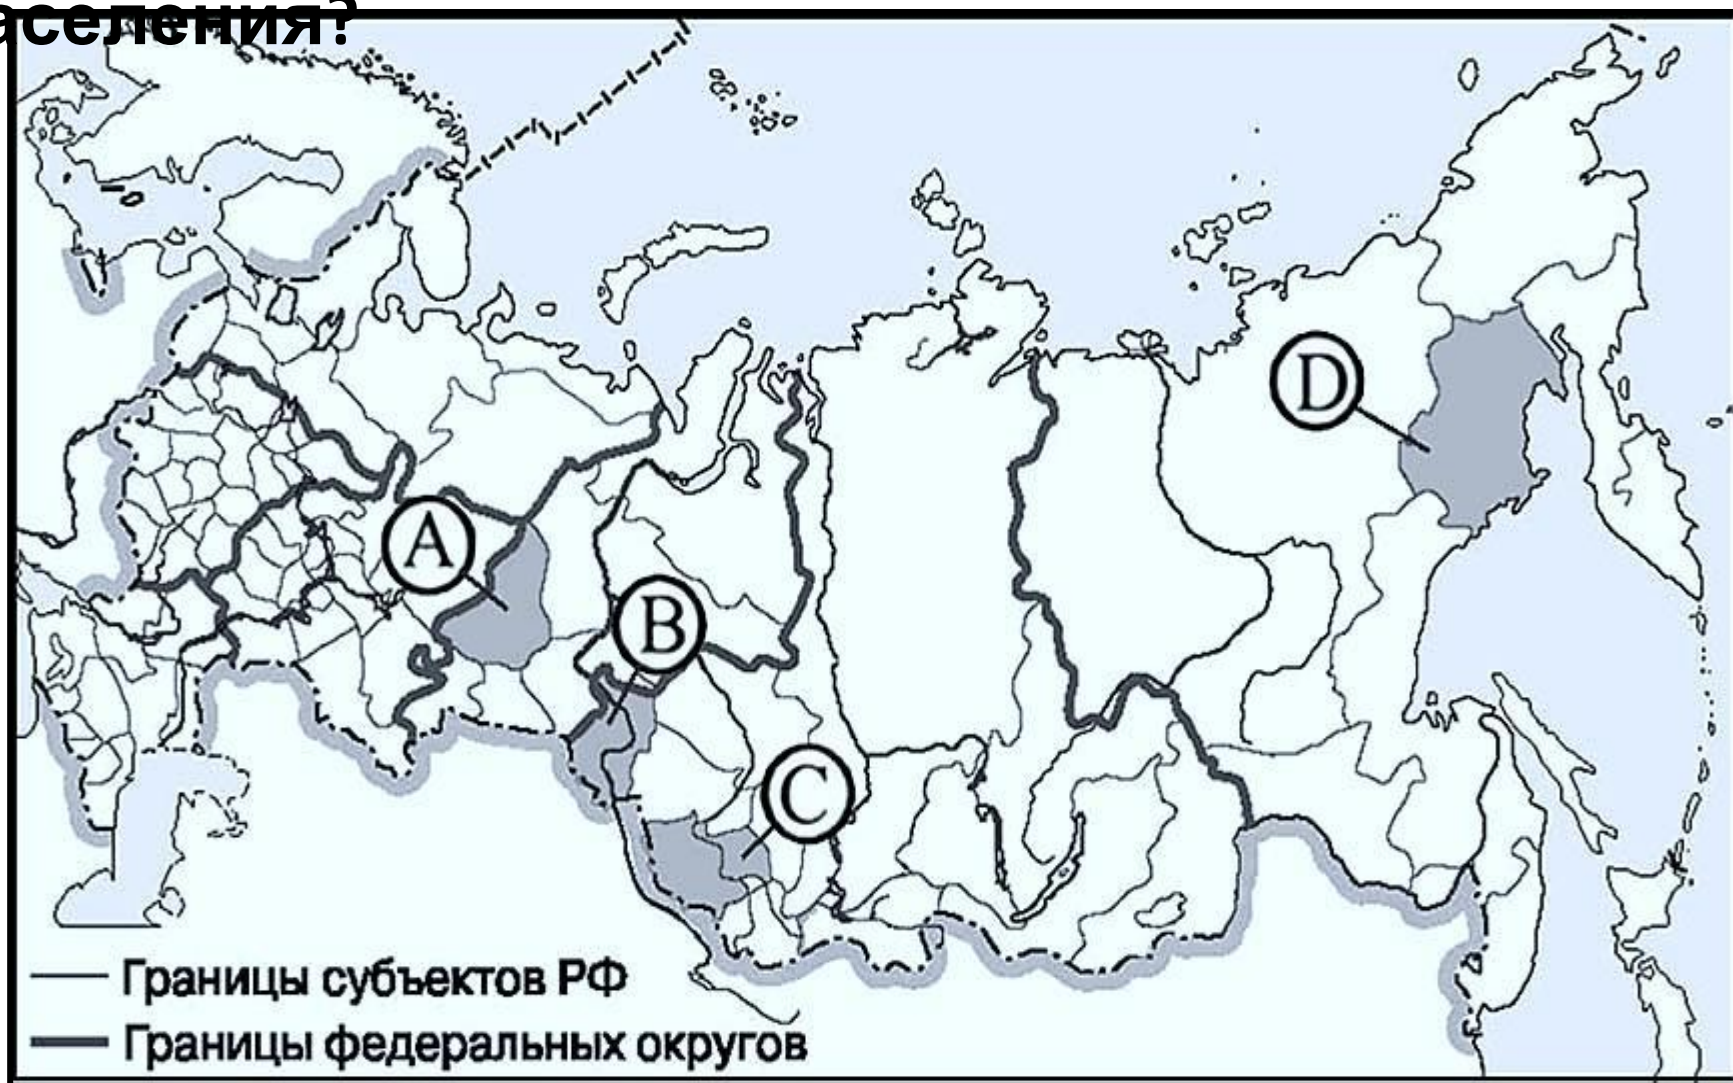 аселения?
A
B
C
D
Границы субъектов РФ
Границы федеральных округов